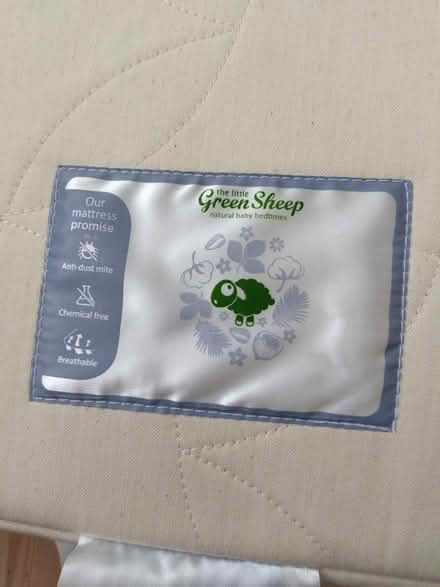 Our
mattress
promise
Anti-dust mite
Chemical free
Breathable
the little
Green Sheep
natural baby bedtimes